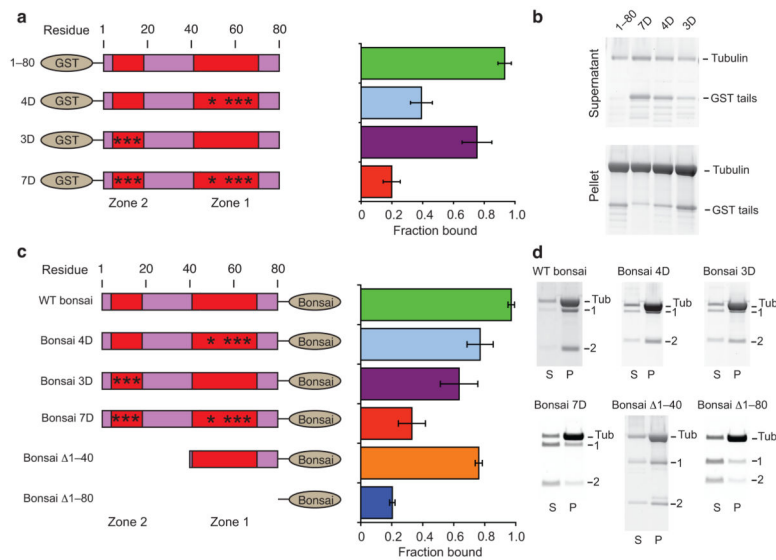 a
Residue
1 20 40 60 80
1–80 GST
4D GST * ***
3D GST ***
7D GST *** * ***
Zone 2 Zone 1
0 0.2 0.4 0.6 0.8 1.0
Fraction bound
b
1–80 7D 4D 3D
Supernatant
Tubulin
GST tails
Pellet
Tubulin
GST tails
c
Residue
1 20 40 60 80
WT bonsai Bonsai
Bonsai 4D * *** Bonsai
Bonsai 3D *** Bonsai
Bonsai 7D *** * *** Bonsai
Bonsai Δ1–40 Bonsai
Bonsai Δ1–80 Bonsai
Zone 2 Zone 1
0 0.2 0.4 0.6 0.8 1.0
Fraction bound
d
WT bonsai Bonsai 4D Bonsai 3D
Tub Tub Tub
1 1 1
2 2 2
S P S P S P
Bonsai 7D Bonsai Δ1–40 Bonsai Δ1–80
Tub Tub Tub
1 1 1
2 2 2
S P S P S P